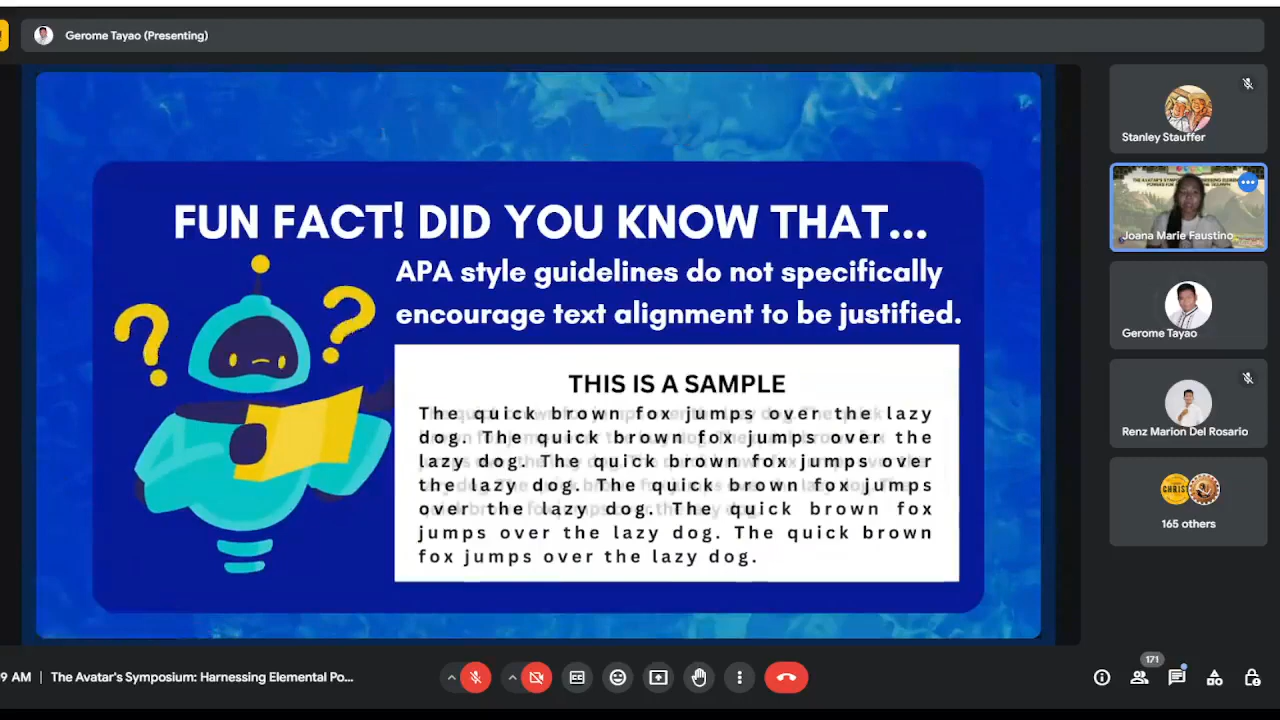 Gerome Tayao (Presenting)
FUN FACT! DID YOU KNOW THAT...
APA style guidelines do not specifically
encourage text alignment to be justified.
THIS IS A SAMPLE
The quick brown fox jumps over the lazy
dog. The quick brown fox jumps over the
lazy dog. The quick brown fox jumps over
the lazy dog. The quick brown fox jumps
over the lazy dog. The quick brown fox
jumps over the lazy dog. The quick brown
fox jumps over the lazy dog.
Stanley Stauffer
Joana Marie Faustino
Gerome Tayao
Renz Marion Del Rosario
CHRIST
165 others
9 AM | The Avatar's Symposium: Harnessing Elemental Po...
171